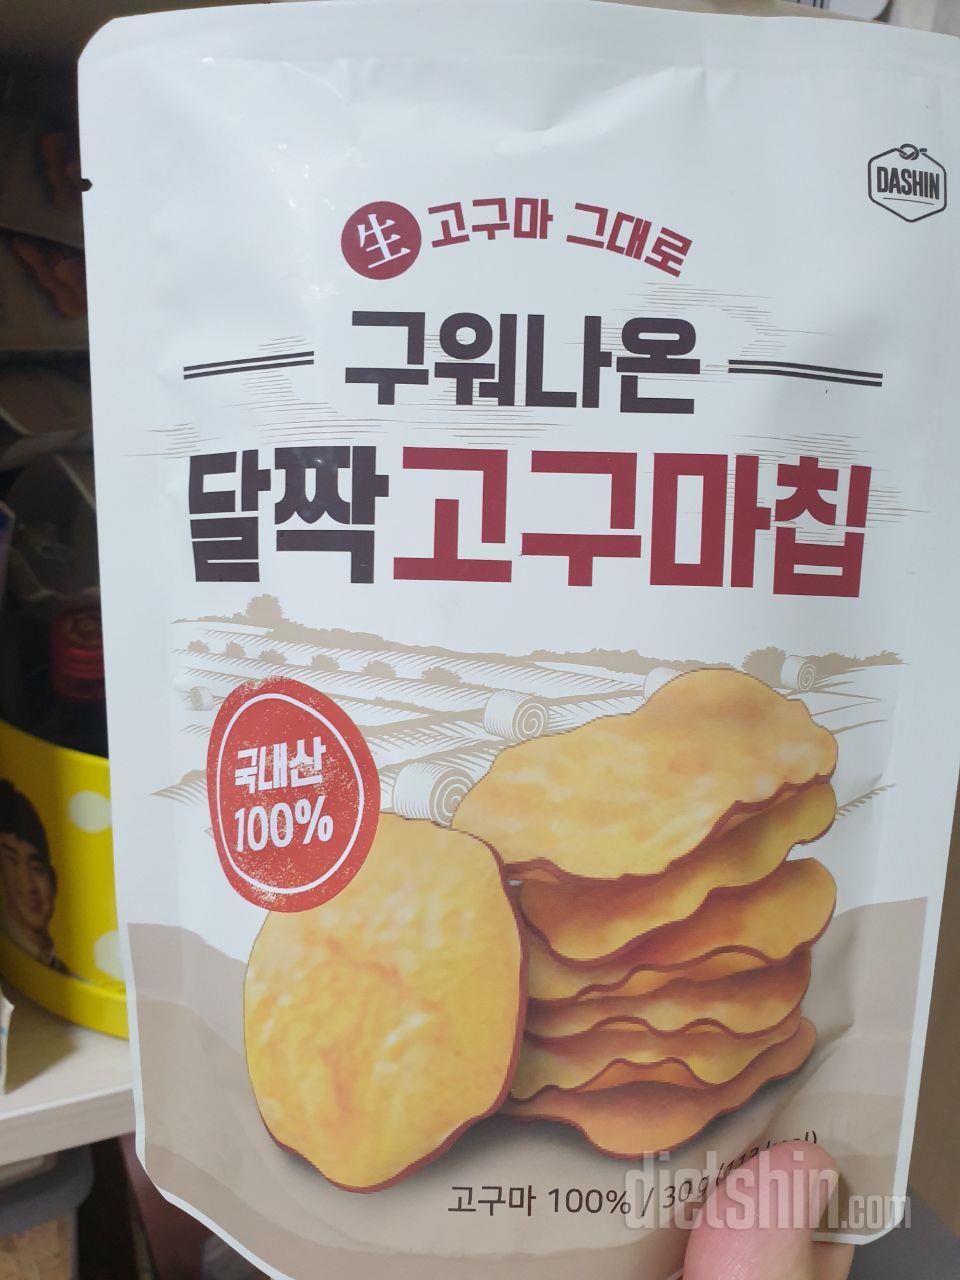 DASHIN
生 고구마 그대로
구워나온
달짝고구마칩
국내산
100%
고구마 100% / 30g
dietshin.com